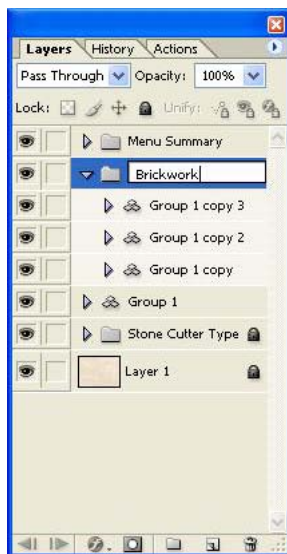 Layers History Actions
Pass Through Opacity: 100%
Lock: Unify:
Menu Summary
Brickwork
Group 1 copy 3
Group 1 copy 2
Group 1 copy
Group 1
Stone Cutter Type
Layer 1